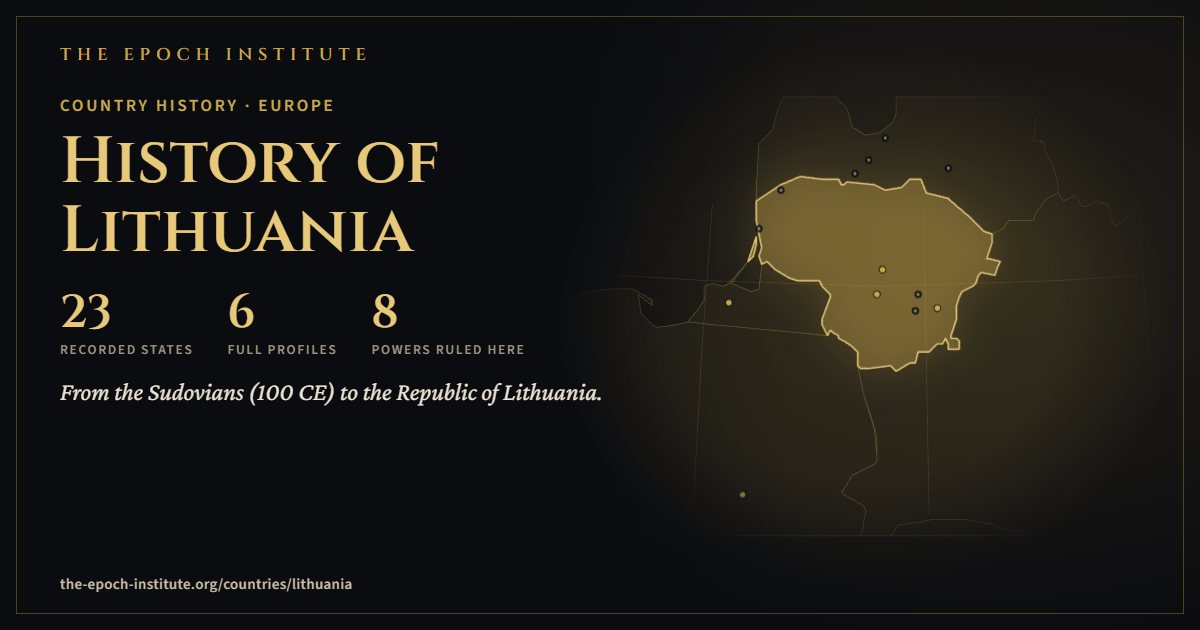 THE EPOCH INSTITUTE
COUNTRY HISTORY · EUROPE
HISTORY OF
LITHUANIA
23 6 8
RECORDED STATES FULL PROFILES POWERS RULED HERE
From the Sudovians (100 CE) to the Republic of Lithuania.
the-epoch-institute.org/countries/lithuania